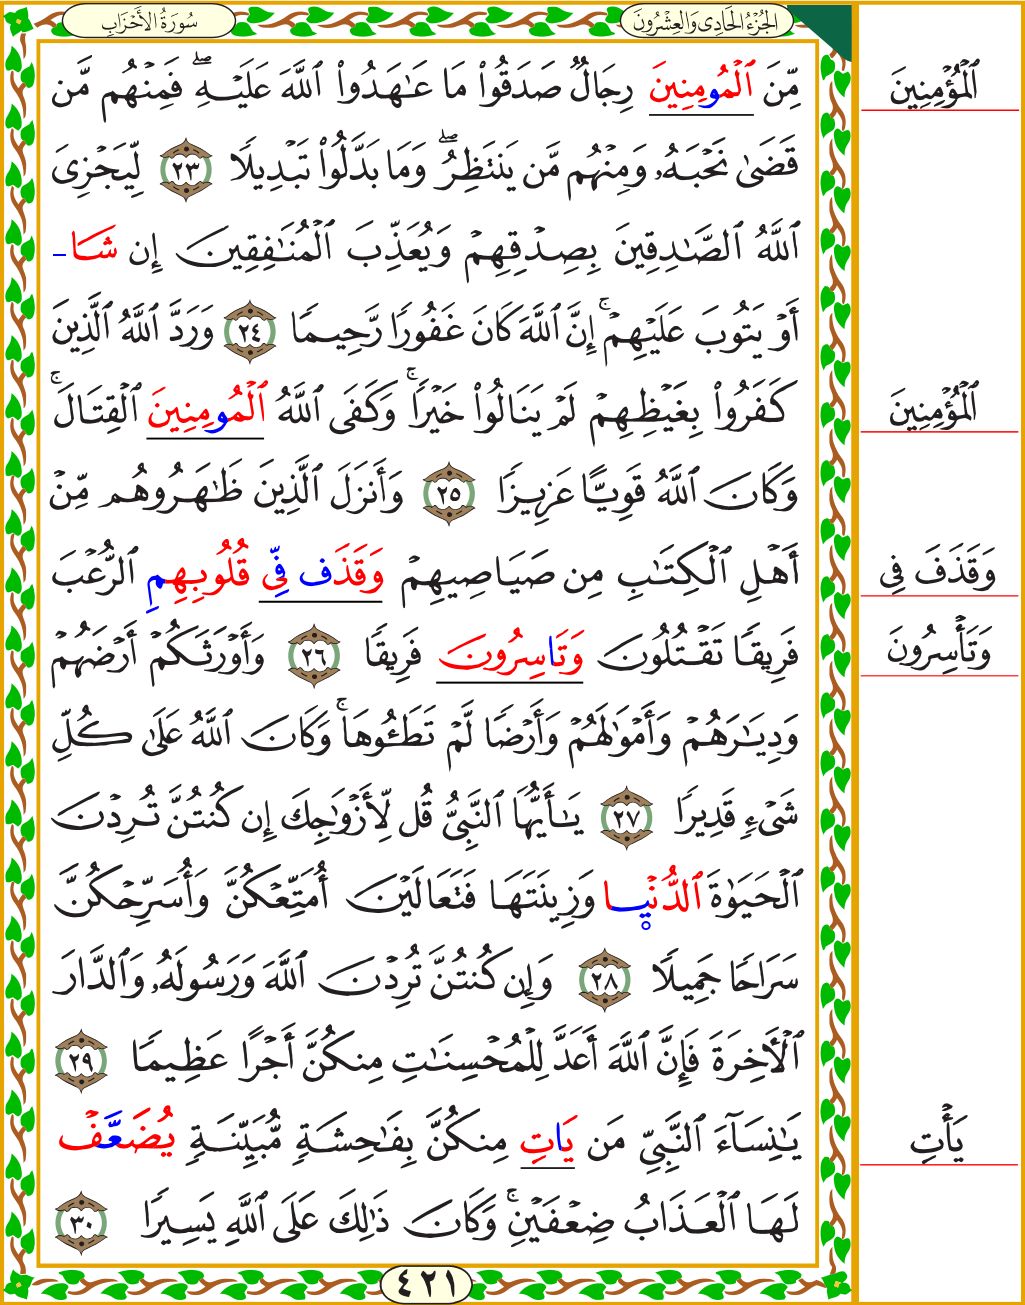 سُورَةُ الأَحْزَابِ
الجُزْءُ الحَادِى وَالعِشْرُونَ
مِّنَ ٱلْمُومِنِينَ رِجَالٌ صَدَقُوا۟ مَا عَـٰهَدُوا۟ ٱللَّهَ عَلَيْهِ ۖ فَمِنْهُم مَّن
ٱلْمُؤْمِنِينَ
قَضَىٰ نَحْبَهُۥ وَمِنْهُم مَّن يَنتَظِرُ ۖ وَمَا بَدَّلُوا۟ تَبْدِيلًا ٢٣ لِّيَجْزِىَ
ٱللَّهُ ٱلصَّـٰدِقِينَ بِصِدْقِهِمْ وَيُعَذِّبَ ٱلْمُنَـٰفِقِينَ إِن شَا-
أَوْ يَتُوبَ عَلَيْهِمْ ۚ إِنَّ ٱللَّهَ كَانَ غَفُورًا رَّحِيمًا ٢٤ وَرَدَّ ٱللَّهُ ٱلَّذِينَ
كَفَرُوا۟ بِغَيْظِهِمْ لَمْ يَنَالُوا۟ خَيْرًا ۚ وَكَفَى ٱللَّهُ ٱلْمُومِنِينَ ٱلْقِتَالَ ۚ
ٱلْمُؤْمِنِينَ
وَكَانَ ٱللَّهُ قَوِيًّا عَزِيزًا ٢٥ وَأَنزَلَ ٱلَّذِينَ ظَـٰهَرُوهُم مِّنْ
أَهْلِ ٱلْكِتَـٰبِ مِن صَيَاصِيهِمْ وَقَذَف فِّى قُلُوبِهِمِ ٱلرُّعْبَ
وَقَذَفَ فِى
فَرِيقًا تَقْتُلُونَ وَتَاسِرُونَ فَرِيقًا ٢٦ وَأَوْرَثَكُمْ أَرْضَهُمْ
وَتَأْسِرُونَ
وَدِيَـٰرَهُمْ وَأَمْوَٰلَهُمْ وَأَرْضًا لَّمْ تَطَـُٔوهَا ۚ وَكَانَ ٱللَّهُ عَلَىٰ كُلِّ
شَىْءٍ قَدِيرًا ٢٧ يَـٰٓأَيُّهَا ٱلنَّبِىُّ قُل لِّأَزْوَٰجِكَ إِن كُنتُنَّ تُرِدْنَ
ٱلْحَيَوٰةَ ٱلدُّنْيـا وَزِينَتَهَا فَتَعَالَيْنَ أُمَتِّعْكُنَّ وَأُسَرِّحْكُنَّ
سَرَاحًا جَمِيلًا ٢٨ وَإِن كُنتُنَّ تُرِدْنَ ٱللَّهَ وَرَسُولَهُۥ وَٱلدَّارَ
ٱلْـَٔاخِرَةَ فَإِنَّ ٱللَّهَ أَعَدَّ لِلْمُحْسِنَـٰتِ مِنكُنَّ أَجْرًا عَظِيمًا ٢٩
يَـٰنِسَآءَ ٱلنَّبِىِّ مَن يَاتِ مِنكُنَّ بِفَـٰحِشَةٍ مُّبَيِّنَةٍ يُضَعَّفْ
يَأْتِ
لَهَا ٱلْعَذَابُ ضِعْفَيْنِ ۚ وَكَانَ ذَٰلِكَ عَلَى ٱللَّهِ يَسِيرًا ٣٠
٤٢١